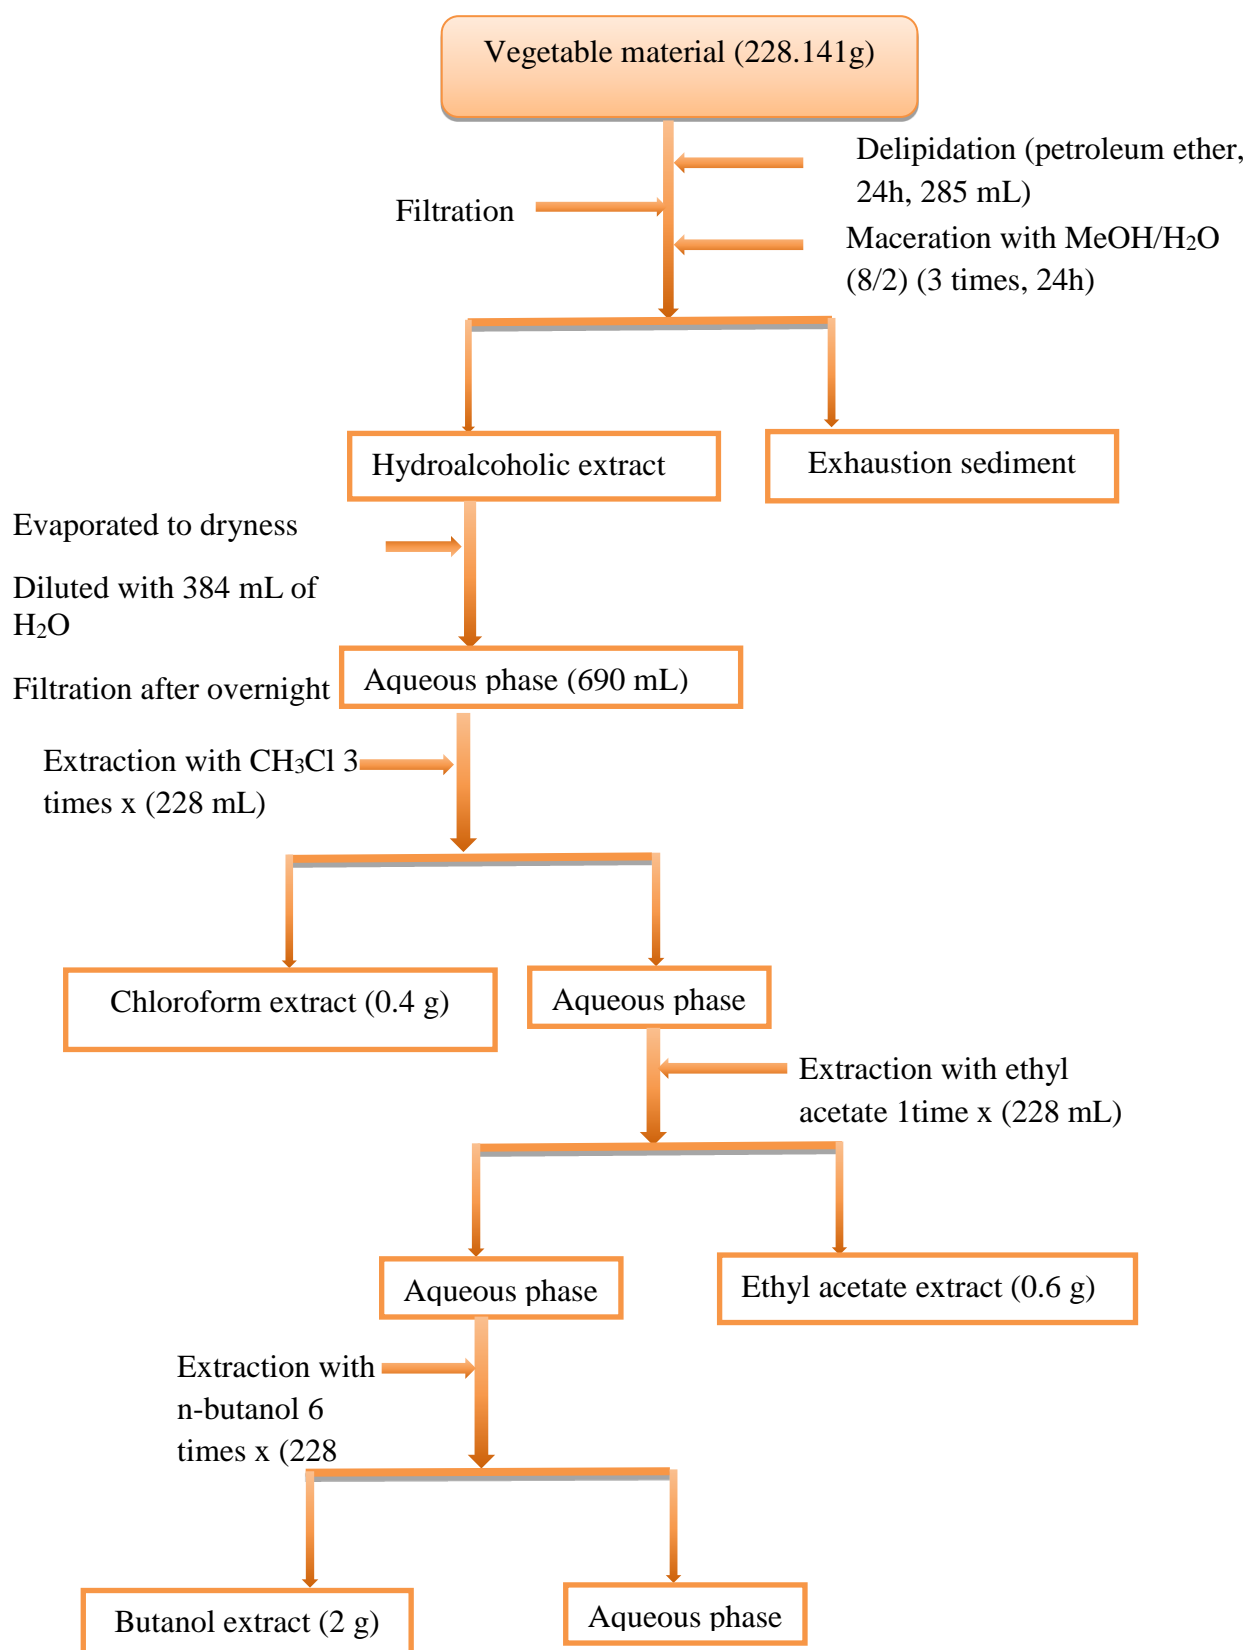 Vegetable material (228.141g)
Delipidation (petroleum ether,
24h, 285 mL)
Filtration
Maceration with MeOH/H₂O
(8/2) (3 times, 24h)
Hydroalcoholic extract
Exhaustion sediment
Evaporated to dryness
Diluted with 384 mL of
H₂O
Filtration after overnight
Aqueous phase (690 mL)
Extraction with CH₃Cl 3
times x (228 mL)
Chloroform extract (0.4 g)
Aqueous phase
Extraction with ethyl
acetate 1time x (228 mL)
Aqueous phase
Ethyl acetate extract (0.6 g)
Extraction with
n-butanol 6
times x (228
Butanol extract (2 g)
Aqueous phase